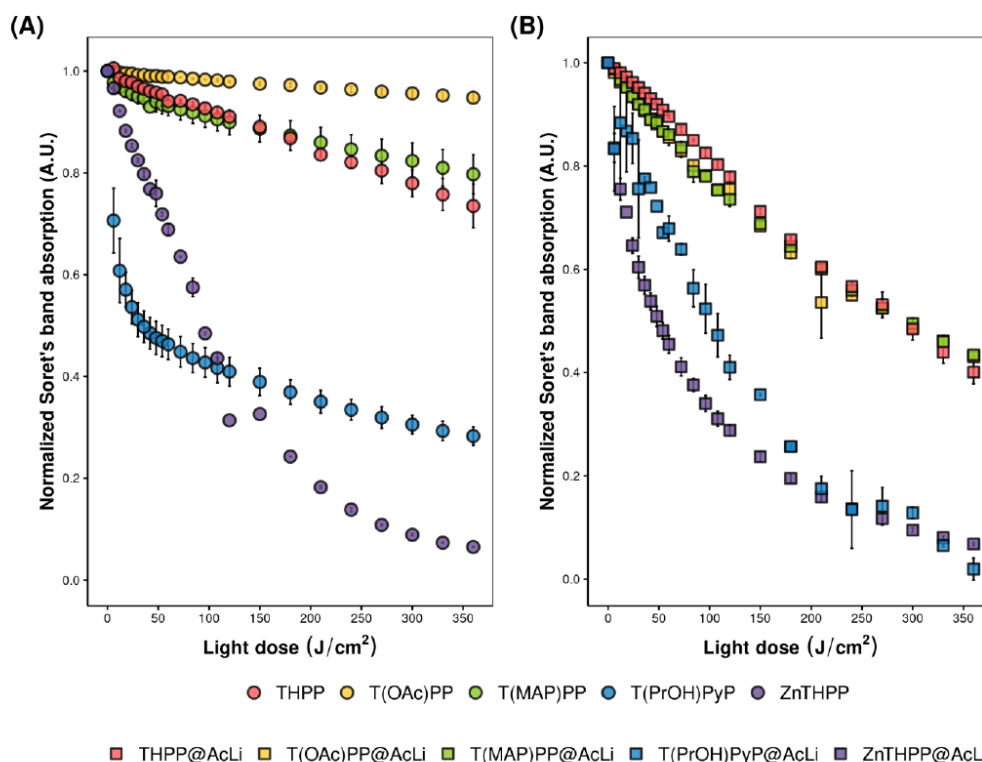 (A)
(B)
Normalized Soret's band absorption (A.U.)
1.0
0.8
0.6
0.4
0.2
0.0
0 50 100 150 200 250 300 350
Light dose (J/cm²)
Normalized Soret's band absorption (A.U.)
1.0
0.8
0.6
0.4
0.2
0.0
0 50 100 150 200 250 300 350
Light dose (J/cm²)
THPP T(OAc)PP T(MAP)PP T(PrOH)PyP ZnTHPP
THPP@AcLi T(OAc)PP@AcLi T(MAP)PP@AcLi T(PrOH)PyP@AcLi ZnTHPP@AcL